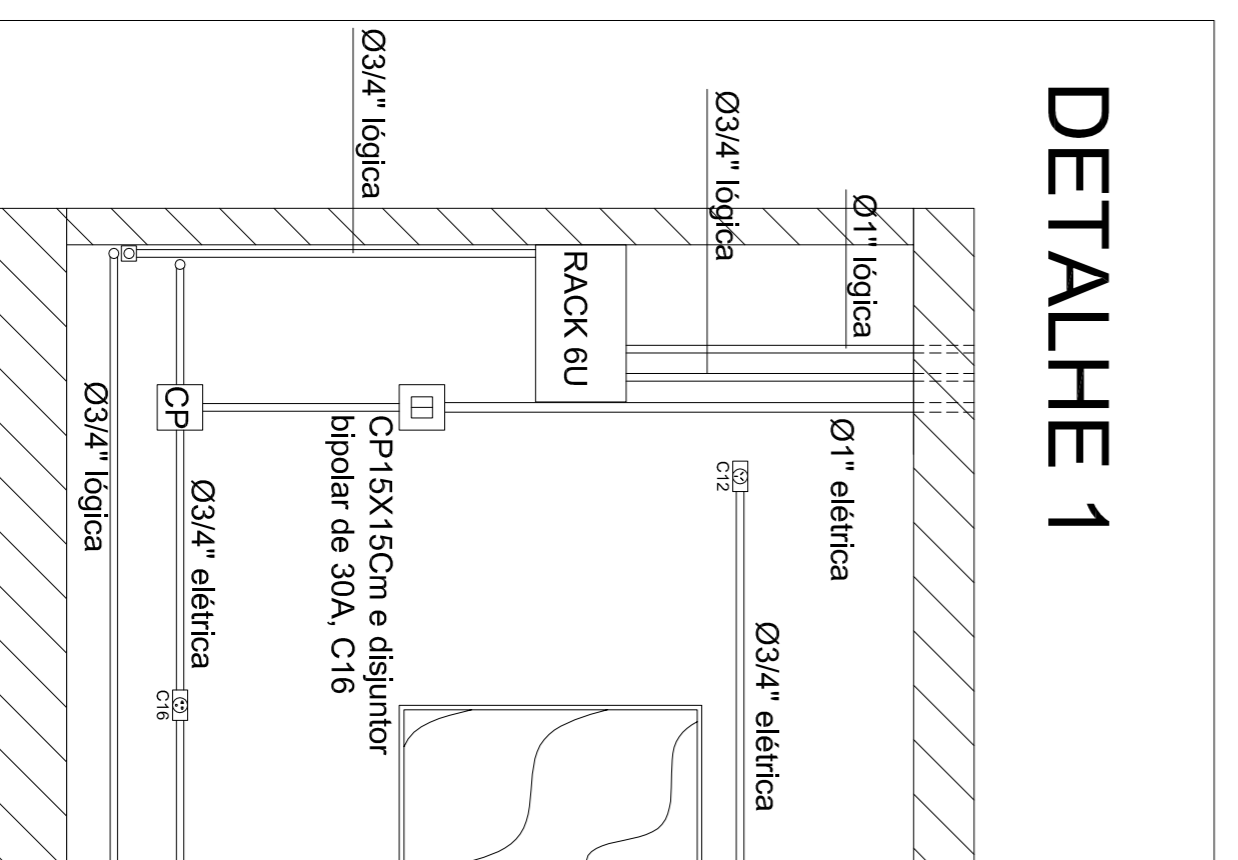 DETALHE 1
Ø1" lógica
Ø3/4" lógica
Ø3/4" lógica
RACK 6U
Ø1" elétrica
C12
Ø3/4" elétrica
CP15X15Cm e disjuntor
bipolar de 30A, C16
CP
Ø3/4" elétrica
C16
Ø3/4" lógica